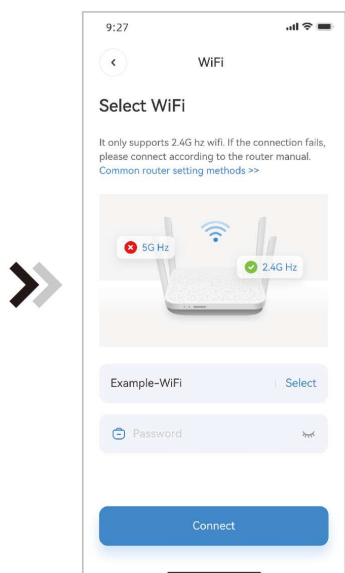 9:27
WiFi
Select WiFi
It only supports 2.4G hz wifi. If the connection fails,
please connect according to the router manual.
Common router setting methods >>
5G Hz
2.4G Hz
Example-WiFi
Select
Password
Connect